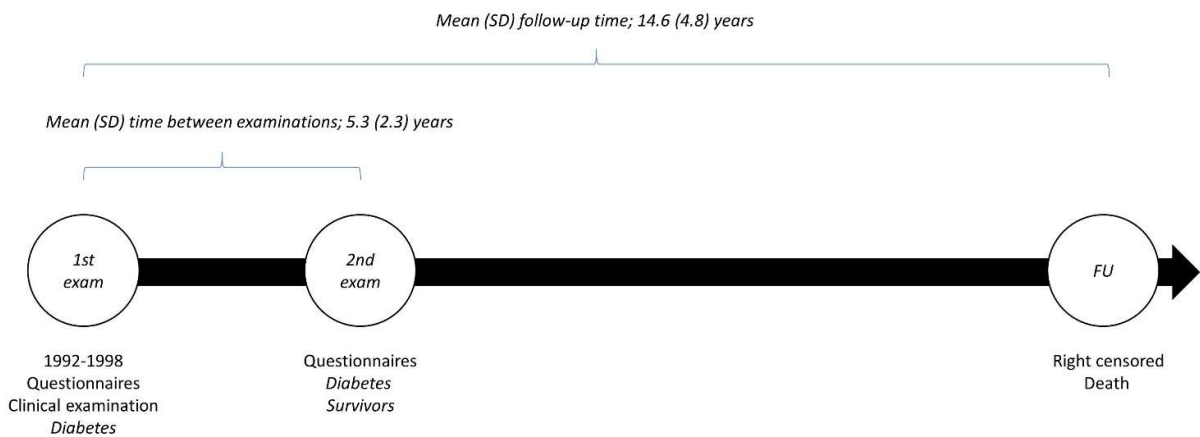 Mean (SD) follow-up time; 14.6 (4.8) years
Mean (SD) time between examinations; 5.3 (2.3) years
1st
exam
2nd
exam
FU
1992-1998
Questionnaires
Clinical examination
Diabetes
Questionnaires
Diabetes
Survivors
Right censored
Death